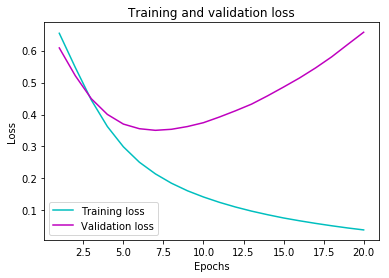 Training and validation loss
Loss
0.6
0.5
0.4
0.3
0.2
0.1
Training loss
Validation loss
2.5 5.0 7.5 10.0 12.5 15.0 17.5 20.0
Epochs